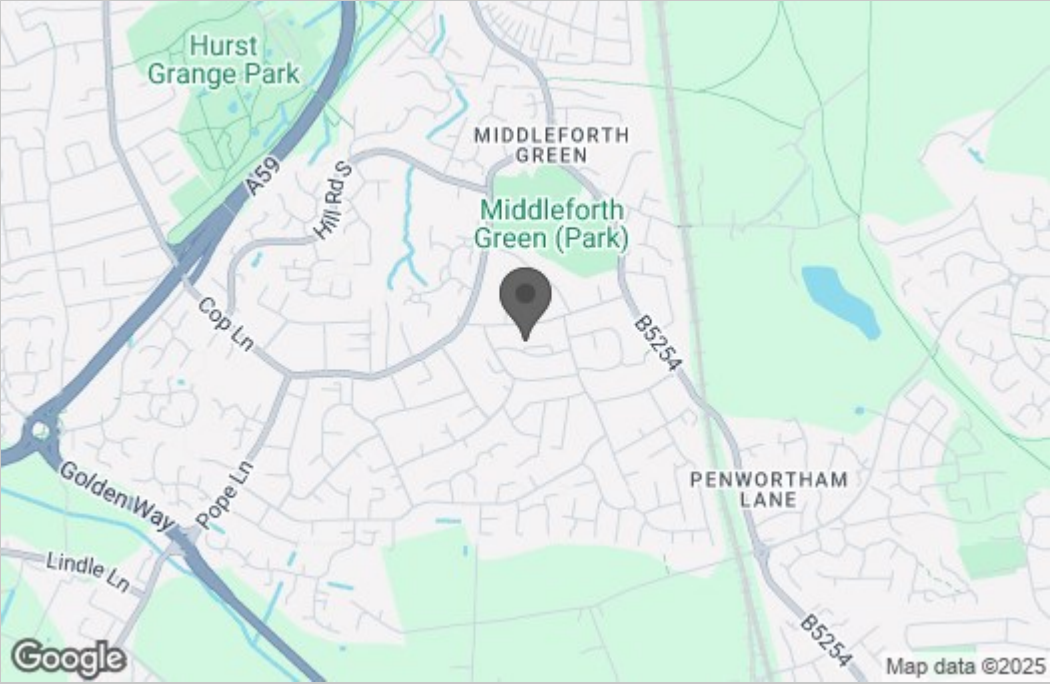 Hurst
Grange Park
MIDDLEFORTH
GREEN
A59
Hill Rd S
Middleforth
Green (Park)
Cop Ln
B5254
Golden Way
Pope Ln
PENWORTHAM
LANE
Lindle Ln
B5254
Google
Map data ©2025